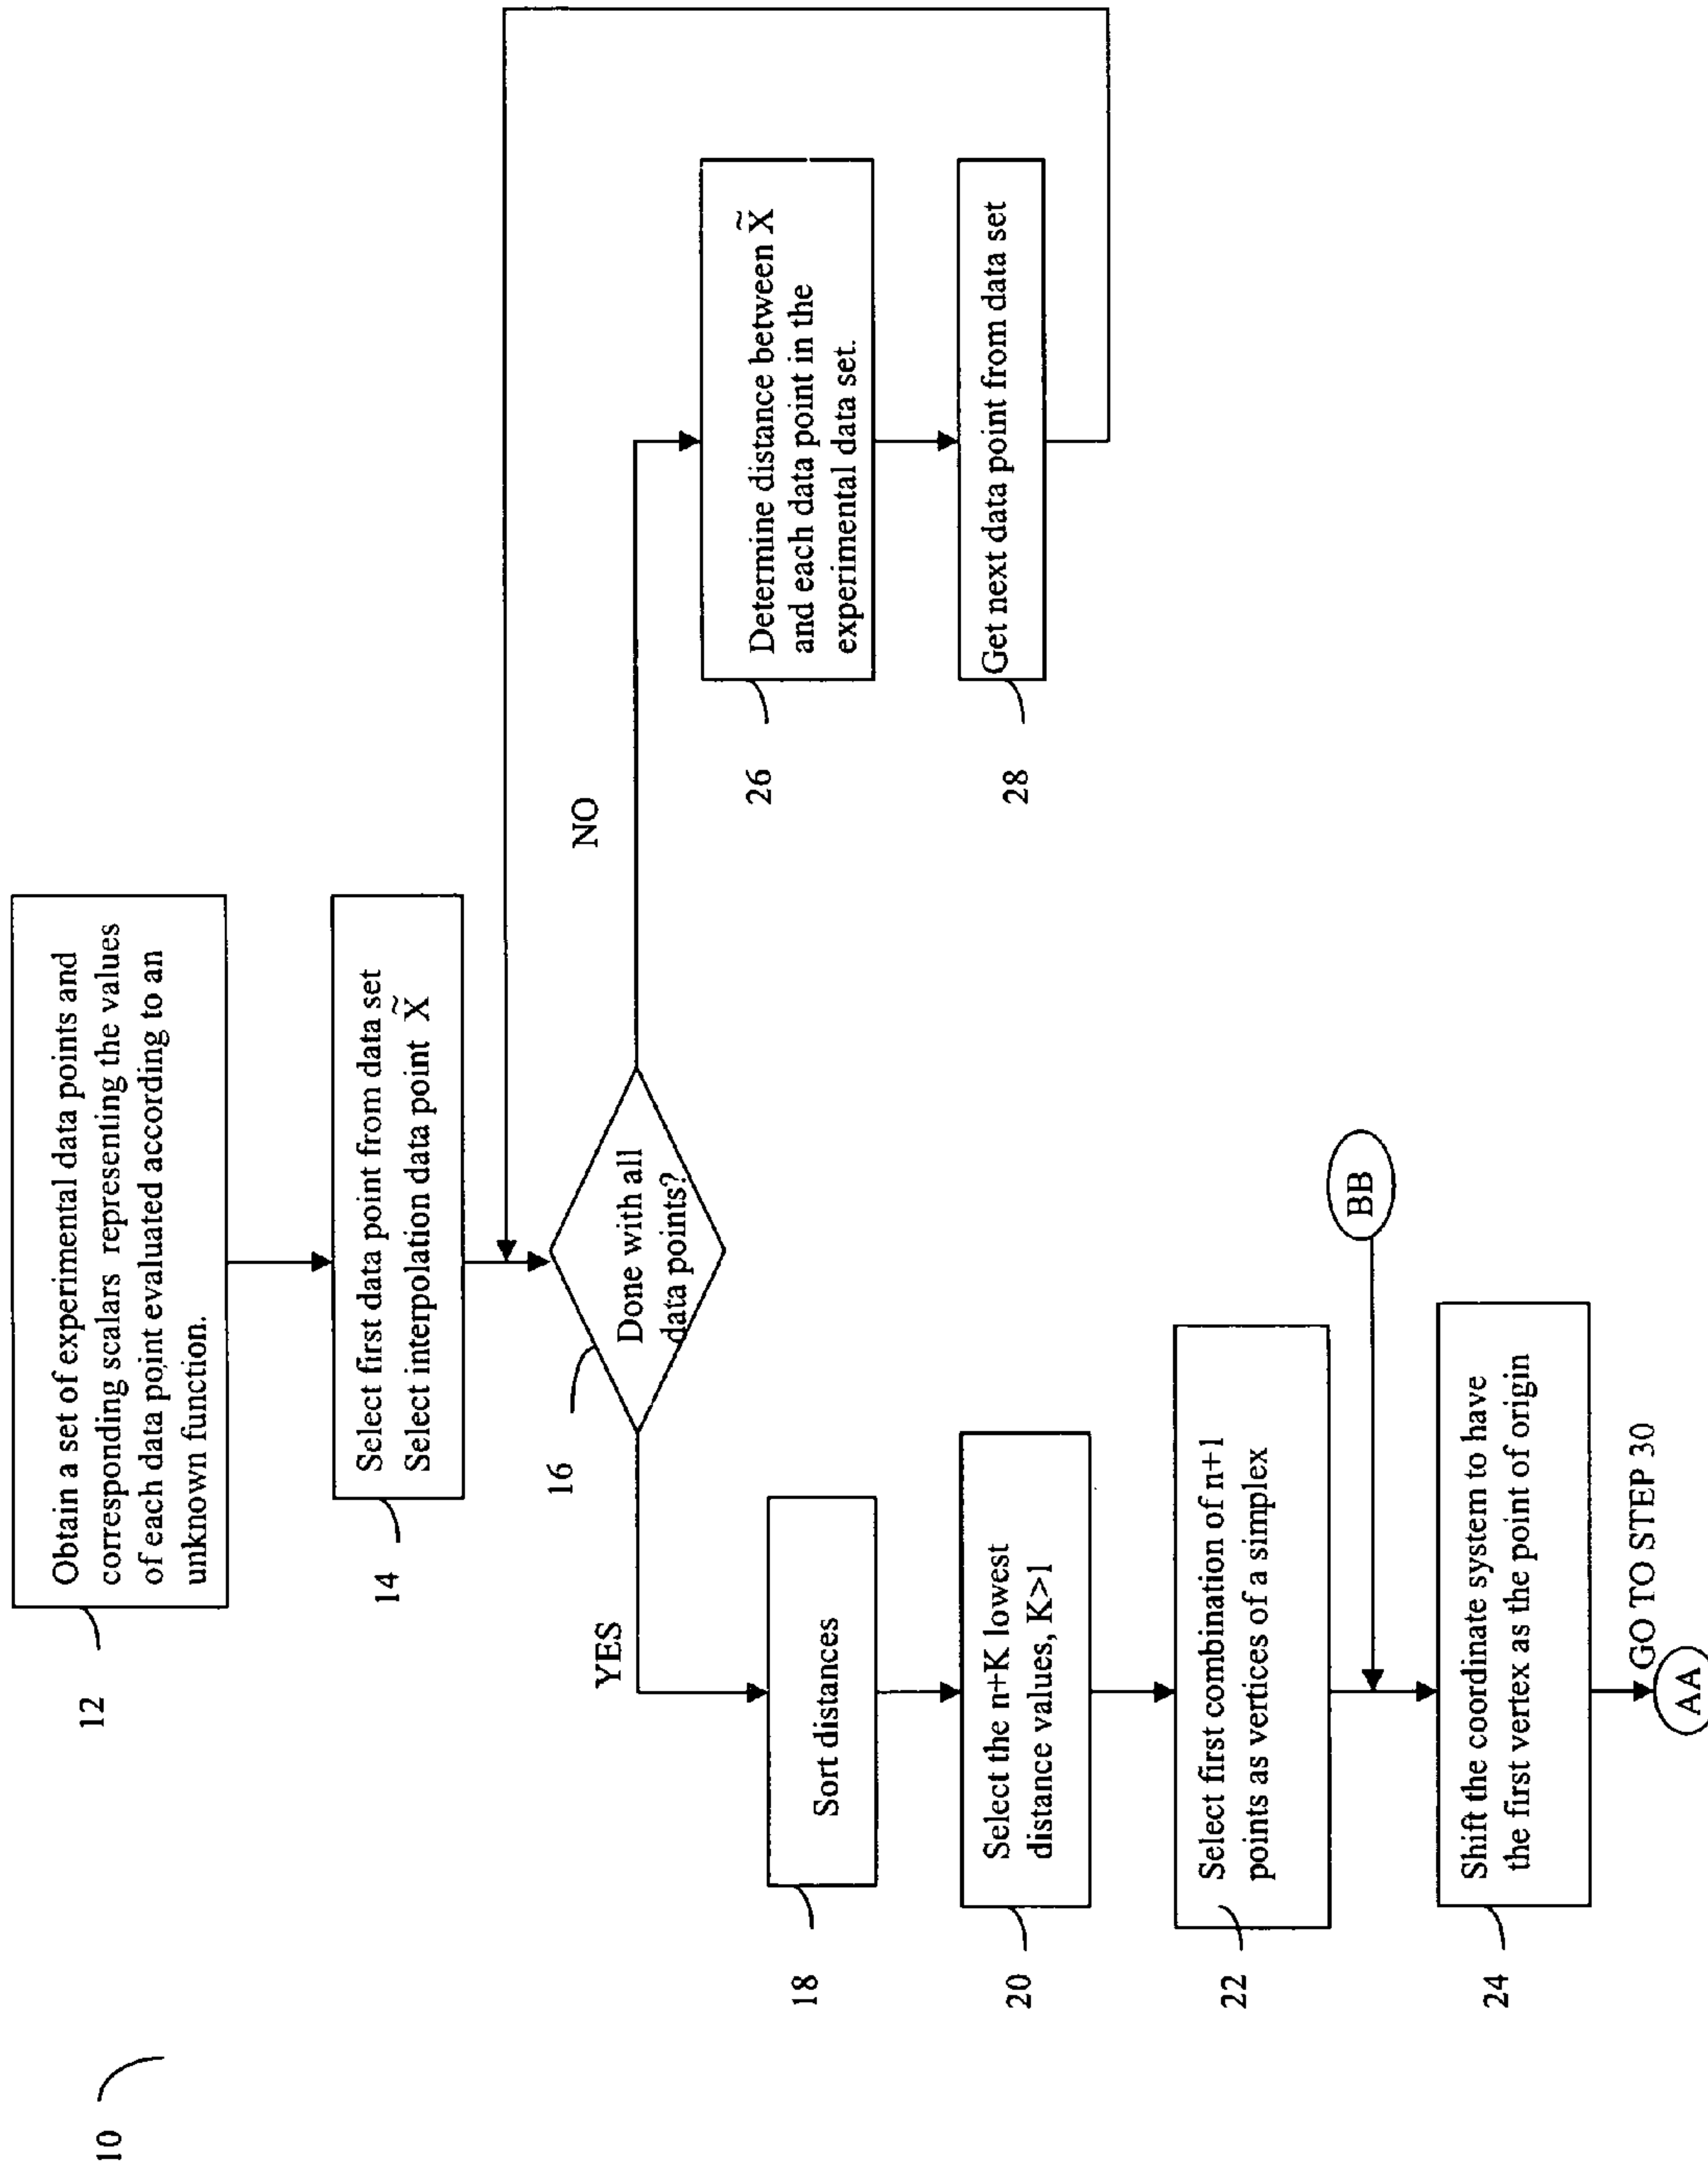 10
12
Obtain a set of experimental data points and
corresponding scalars representing the values
of each data point evaluated according to an
unknown function.
14
Select first data point from data set
Select interpolation data point X̃
16
Done with all
data points?
NO
YES
26
Determine distance between X̃
and each data point in the
experimental data set.
28
Get next data point from data set
18
Sort distances
20
Select the n+K lowest
distance values, K>1
22
Select first combination of n+1
points as vertices of a simplex
BB
24
Shift the coordinate system to have
the first vertex as the point of origin
GO TO STEP 30
AA